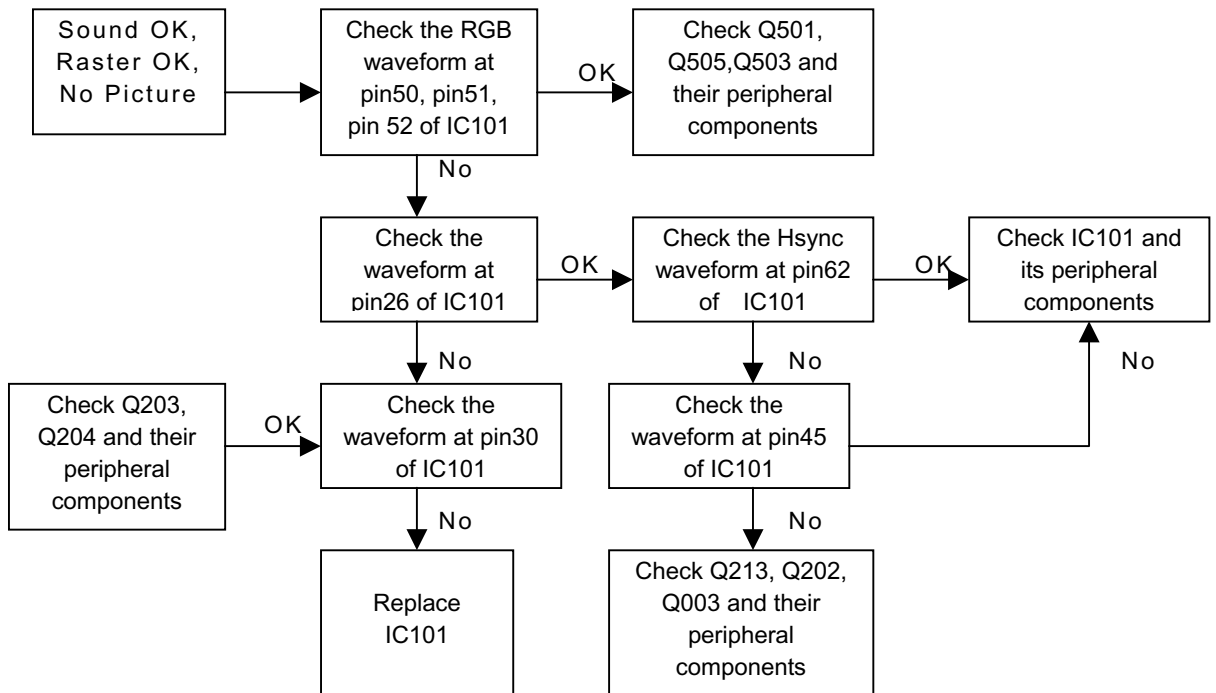 Sound OK,
Raster OK,
No Picture
Check the RGB
waveform at
pin50, pin51,
pin 52 of IC101
OK
Check Q501,
Q505,Q503 and
their peripheral
components
No
Check the
waveform at
pin26 of IC101
OK
Check the Hsync
waveform at pin62
of IC101
OK
Check IC101 and
its peripheral
components
No
No
No
Check Q203,
Q204 and their
peripheral
components
OK
Check the
waveform at pin30
of IC101
Check the
waveform at pin45
of IC101
No
No
Replace
IC101
Check Q213, Q202,
Q003 and their
peripheral
components